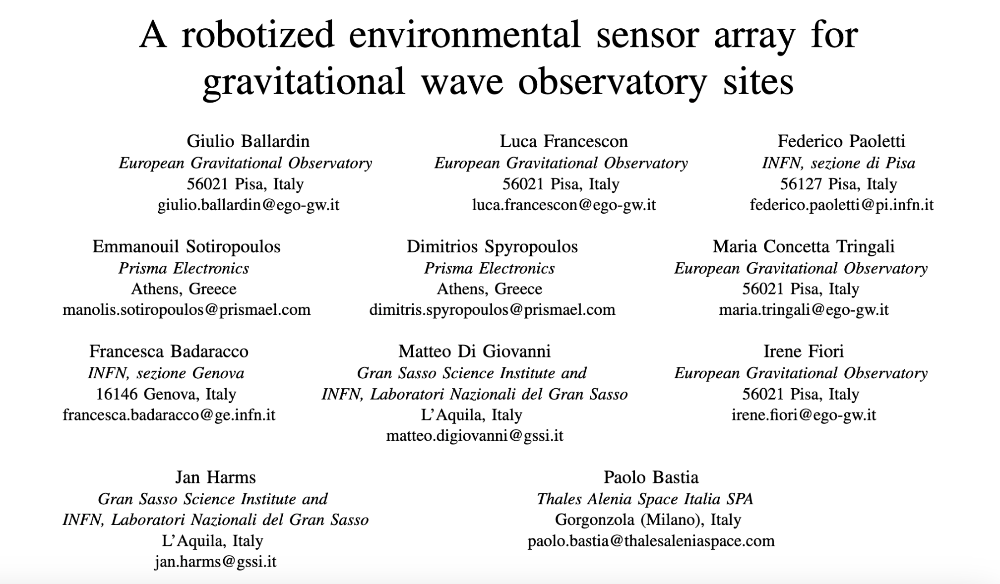 A robotized environmental sensor array for
gravitational wave observatory sites
Giulio Ballardin
European Gravitational Observatory
56021 Pisa, Italy
giulio.ballardin@ego-gw.it
Luca Francescon
European Gravitational Observatory
56021 Pisa, Italy
luca.francescon@ego-gw.it
Federico Paoletti
INFN, sezione di Pisa
56127 Pisa, Italy
federico.paoletti@pi.infn.it
Emmanouil Sotiropoulos
Prisma Electronics
Athens, Greece
manolis.sotiropoulos@prismael.com
Dimitrios Spyropoulos
Prisma Electronics
Athens, Greece
dimitris.spyropoulos@prismael.com
Maria Concetta Tringali
European Gravitational Observatory
56021 Pisa, Italy
maria.tringali@ego-gw.it
Francesca Badaracco
INFN, sezione Genova
16146 Genova, Italy
francesca.badaracco@ge.infn.it
Matteo Di Giovanni
Gran Sasso Science Institute and
INFN, Laboratori Nazionali del Gran Sasso
L’Aquila, Italy
matteo.digiovanni@gssi.it
Irene Fiori
European Gravitational Observatory
56021 Pisa, Italy
irene.fiori@ego-gw.it
Jan Harms
Gran Sasso Science Institute and
INFN, Laboratori Nazionali del Gran Sasso
L’Aquila, Italy
jan.harms@gssi.it
Paolo Bastia
Thales Alenia Space Italia SPA
Gorgonzola (Milano), Italy
paolo.bastia@thalesaleniaspace.com